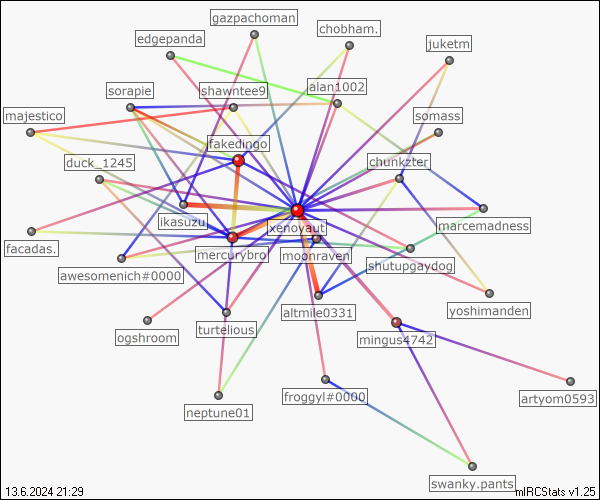 gazpachoman
chobham.
edgepanda
juketm
sorapie
shawntee9
alan1002
majestico
somass
fakedingo
duck_1245
chunkzter
ikasuzu
xenoyaut
marcemadness
facadas.
mercurybro
moonraven
shutupgaydog
awesomenich#0000
altmile0331
yoshimanden
ogshroom
turtelious
mingus4742
neptune01
froggyl#0000
artyom0593
swanky.pants
13.6.2024 21:29
mIRCStats v1.25